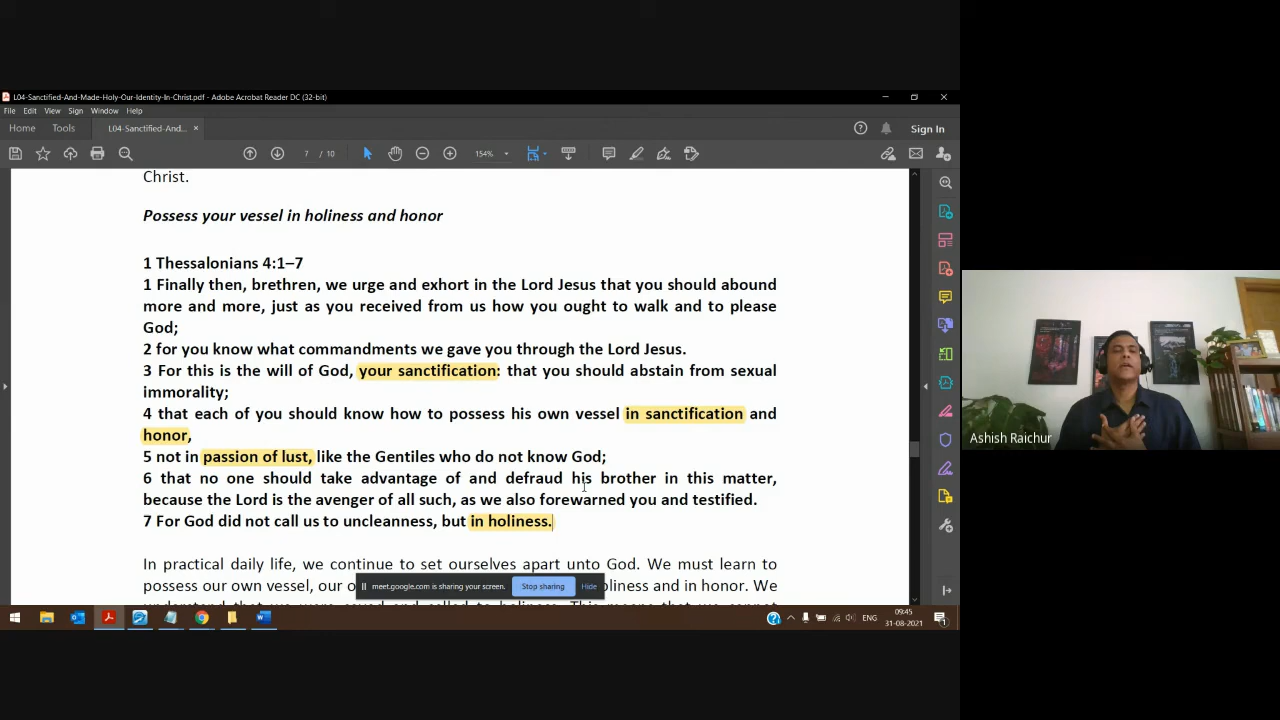 L04-Sanctified-And-Made-Holy-Our-Identity-In-Christ.pdf - Adobe Acrobat Reader DC (32-bit)
File Edit View Sign Window Help
Home Tools L04-Sanctified-And... × Sign In
7 / 10 154%
Christ.
Possess your vessel in holiness and honor
1 Thessalonians 4:1–7
1 Finally then, brethren, we urge and exhort in the Lord Jesus that you should abound
more and more, just as you received from us how you ought to walk and to please
God;
2 for you know what commandments we gave you through the Lord Jesus.
3 For this is the will of God, your sanctification: that you should abstain from sexual
immorality;
4 that each of you should know how to possess his own vessel in sanctification and
honor,
5 not in passion of lust, like the Gentiles who do not know God;
6 that no one should take advantage of and defraud his brother in this matter,
because the Lord is the avenger of all such, as we also forewarned you and testified.
7 For God did not call us to uncleanness, but in holiness.
In practical daily life, we continue to set ourselves apart unto God. We must learn to
possess our own vessel, our o
holiness and in honor. We
meet.google.com is sharing your screen. Stop sharing Hide
Ashish Raichur
ENG
09:45
31-08-2021